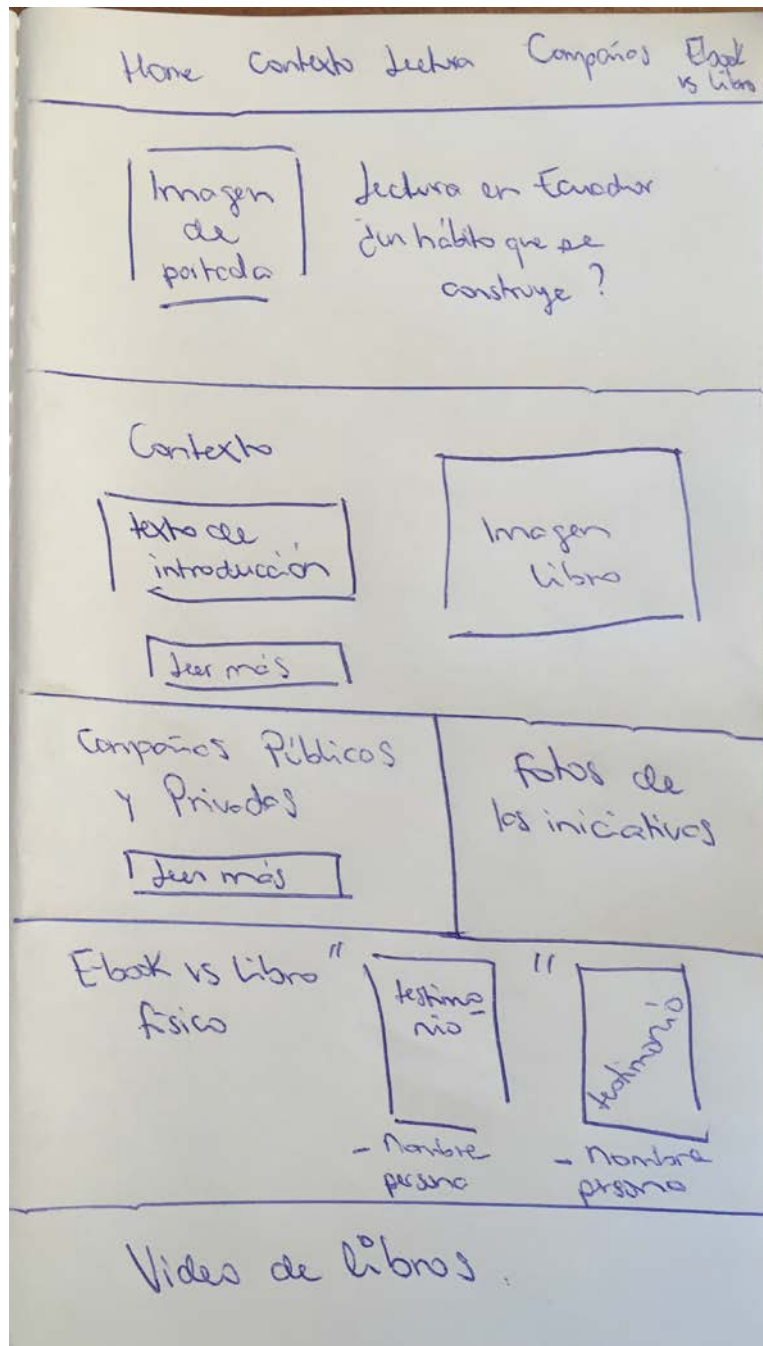 Home Contexto Lectura Campañas Ebook
vs Libro
Imagen
de
portada
Lectura en Ecuador
¿un hábito que se
construye?
Contexto
texto de
introducción
Leer más
Imagen
Libro
Campañas Públicas
y Privadas
Leer más
fotos de
las iniciativas
E-book vs Libro
físico
"
testimo
nio
- nombre
persona
"
testimonio
- nombre
persona
Video de libros.